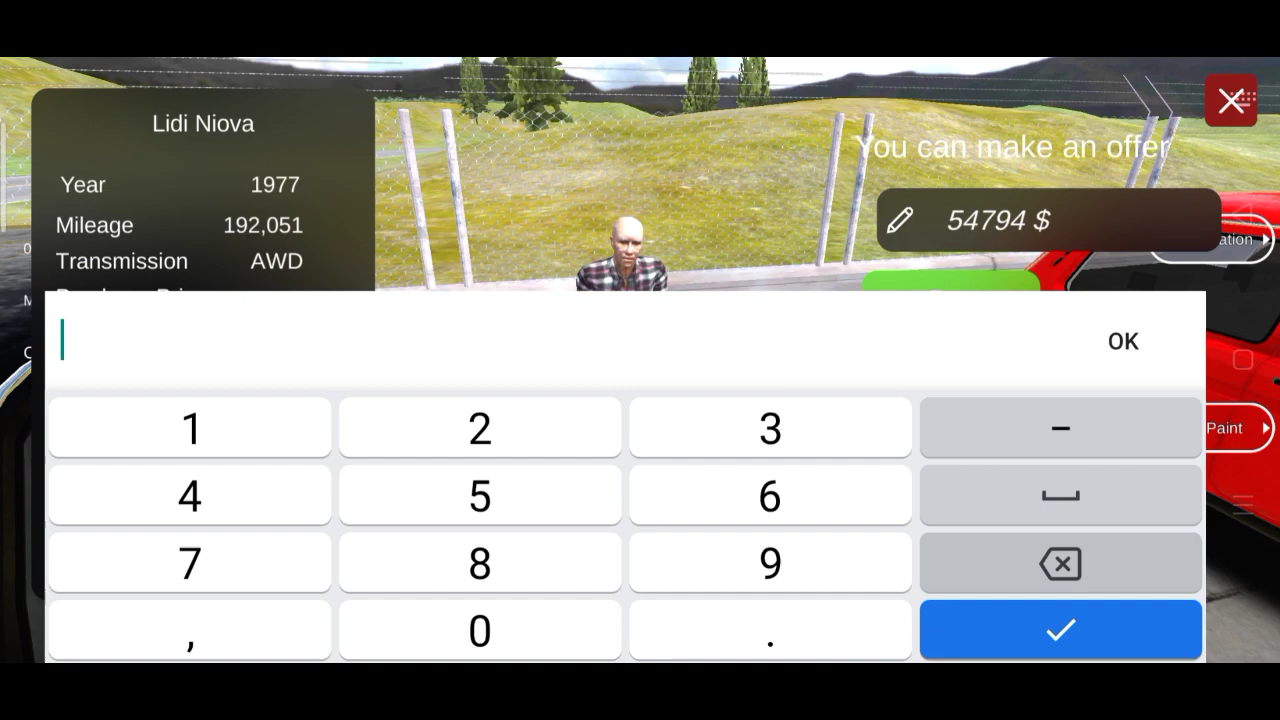 Lidi Niova
Year 1977
Mileage 192,051
Transmission AWD
You can make an offer
54794 $
OK
1 2 3 –
4 5 6
7 8 9
, 0 .
Paint